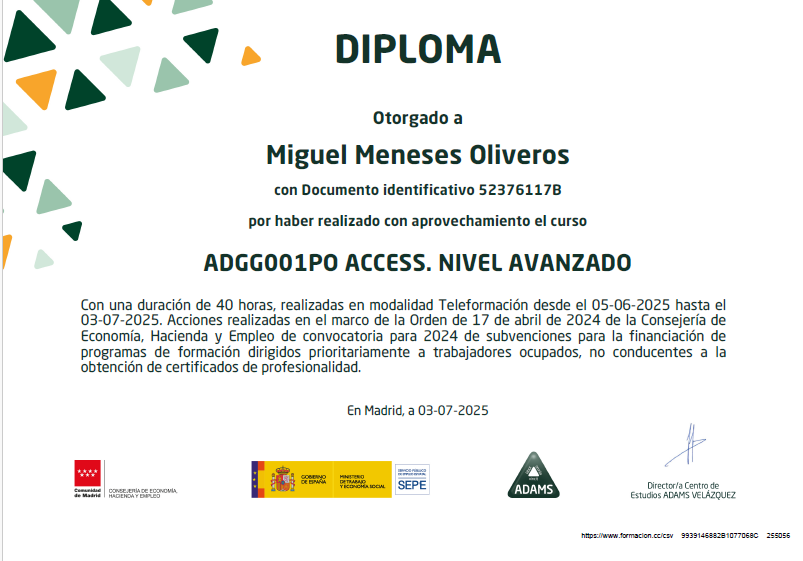 DIPLOMA
Otorgado a
Miguel Meneses Oliveros
con Documento identificativo 52376117B
por haber realizado con aprovechamiento el curso
ADGG001PO ACCESS. NIVEL AVANZADO
Con una duración de 40 horas, realizadas en modalidad Teleformación desde el 05-06-2025 hasta el
03-07-2025. Acciones realizadas en el marco de la Orden de 17 de abril de 2024 de la Consejería de
Economía, Hacienda y Empleo de convocatoria para 2024 de subvenciones para la financiación de
programas de formación dirigidos prioritariamente a trabajadores ocupados, no conducentes a la
obtención de certificados de profesionalidad.
En Madrid, a 03-07-2025
Comunidad
de Madrid
CONSEJERÍA DE ECONOMÍA,
HACIENDA Y EMPLEO
GOBIERNO
DE ESPAÑA
MINISTERIO
DE TRABAJO
Y ECONOMÍA SOCIAL
SERVICIO PÚBLICO
DE EMPLEO ESTATAL
SEPE
ADAMS
Director/a Centro de
Estudios ADAMS VELÁZQUEZ
https://www.formacion.cc/csv 9939146882B1077068C 255056